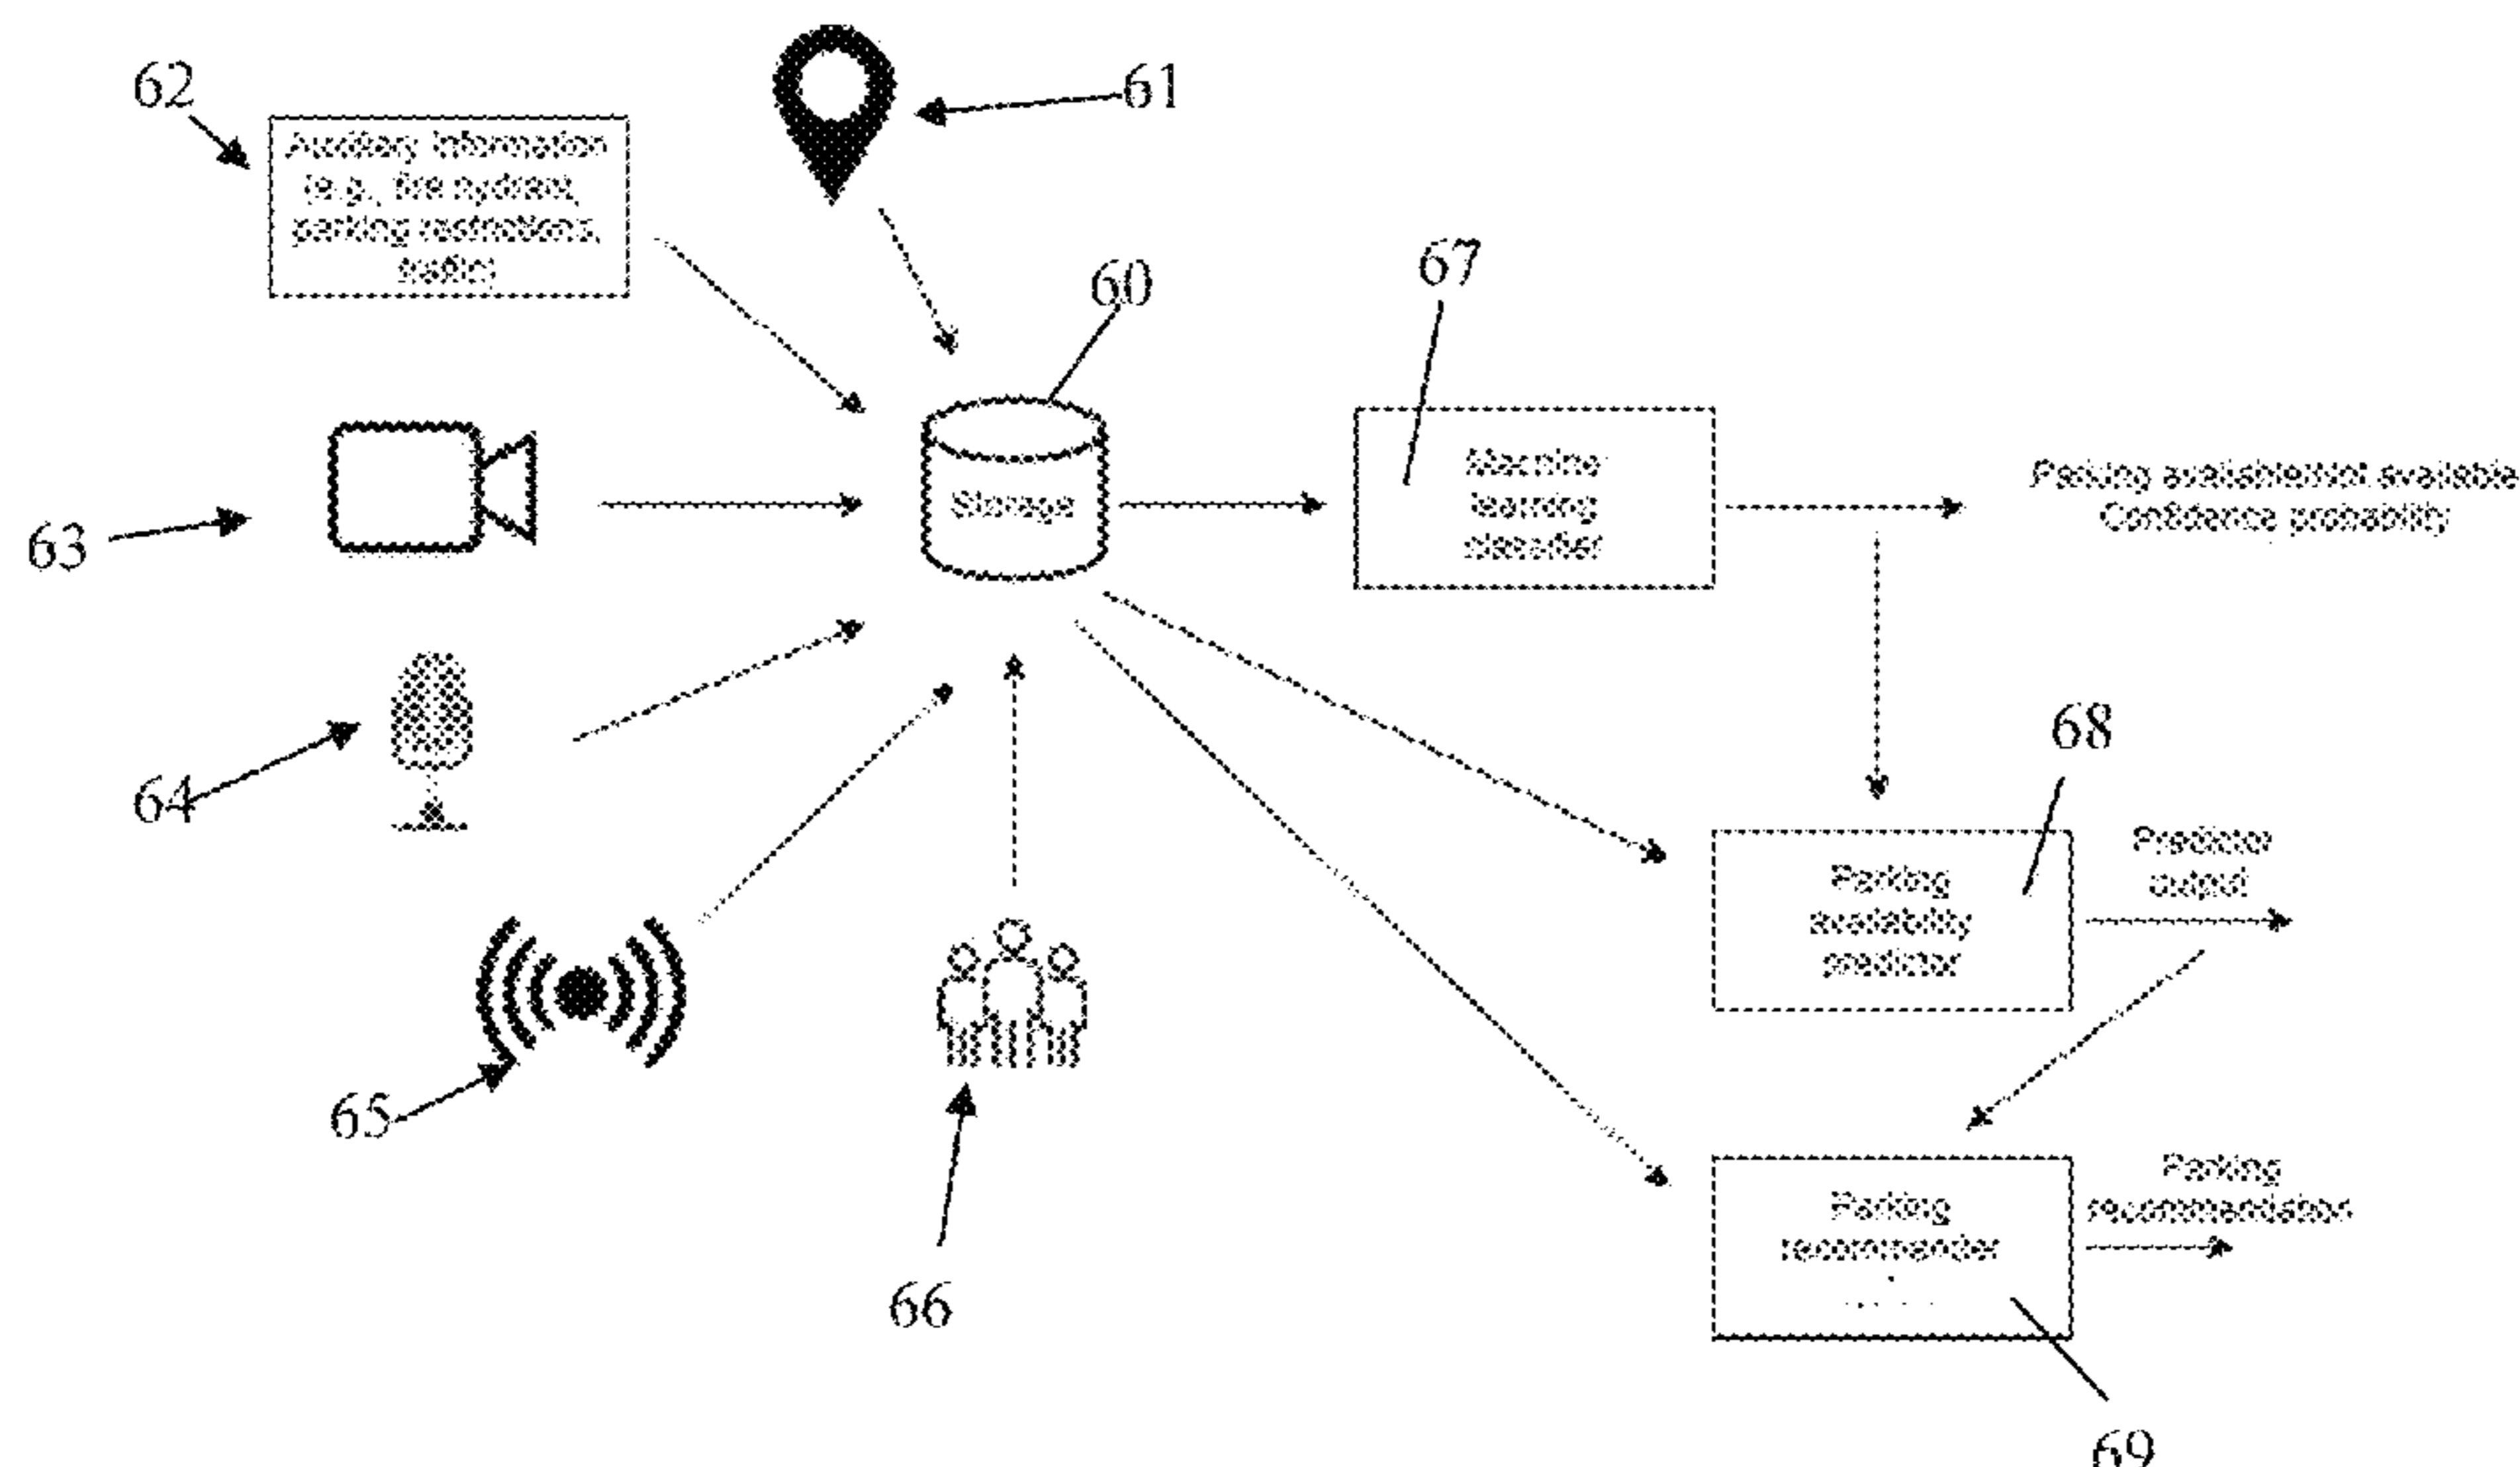 62
61
Auxiliary information
(e.g., fire hydrant,
parking restrictions,
traffic)
60
67
63
Storage
Machine
learning
classifier
Parking available/Not available
Confidence probability
64
68
Parking
availability
predictor
Predictor
output
65
66
Parking
recommender
Parking
recommendation
69